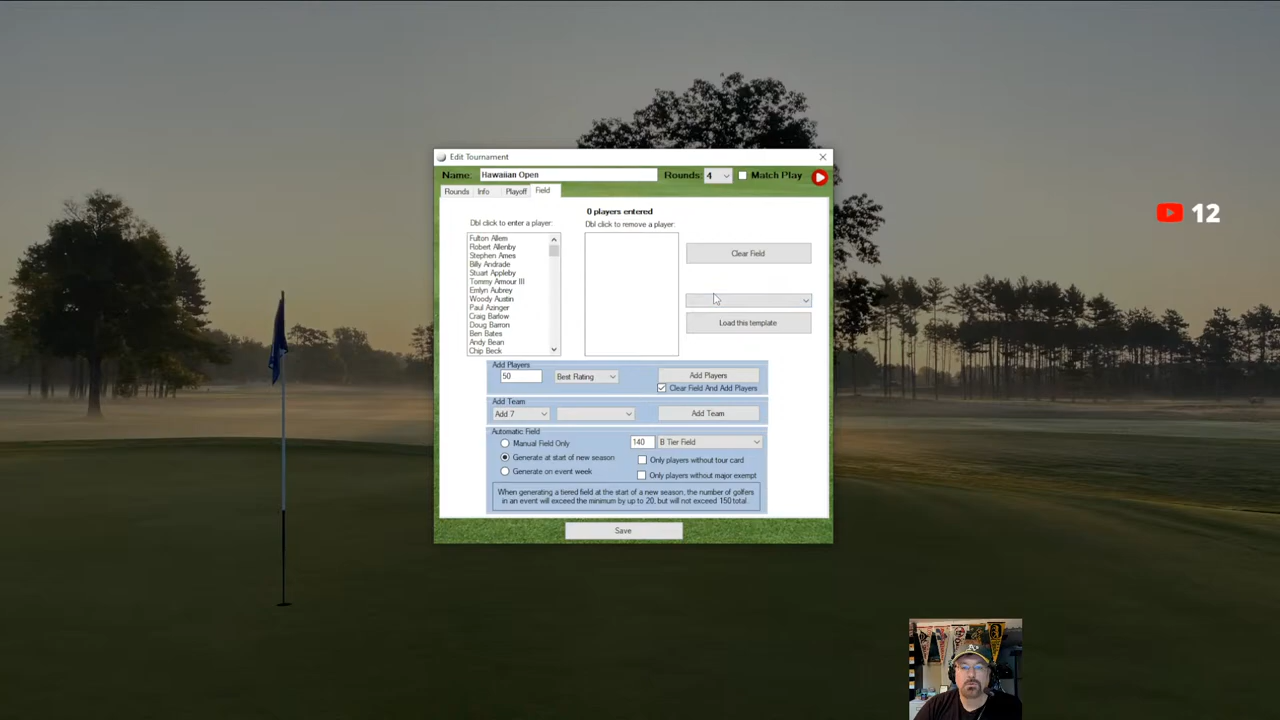 Edit Tournament
Name: Hawaiian Open Rounds: 4 Match Play
Rounds Info Playoff Field
0 players entered
Dbl click to enter a player:
Dbl click to remove a player:
Fulton Allem
Robert Allenby
Stephen Ames
Billy Andrade
Stuart Appleby
Tommy Armour III
Emlyn Aubrey
Woody Austin
Paul Azinger
Craig Barlow
Doug Barron
Ben Bates
Andy Bean
Chip Beck
Clear Field
Load this template
Add Players
50 Best Rating Add Players
Clear Field And Add Players
Add Team
Add 7 Add Team
Automatic Field
Manual Field Only 140 B Tier Field
Generate at start of new season Only players without tour card
Generate on event week Only players without major exempt
When generating a tiered field at the start of a new season, the number of golfers
in an event will exceed the minimum by up to 20, but will not exceed 150 total.
Save
12